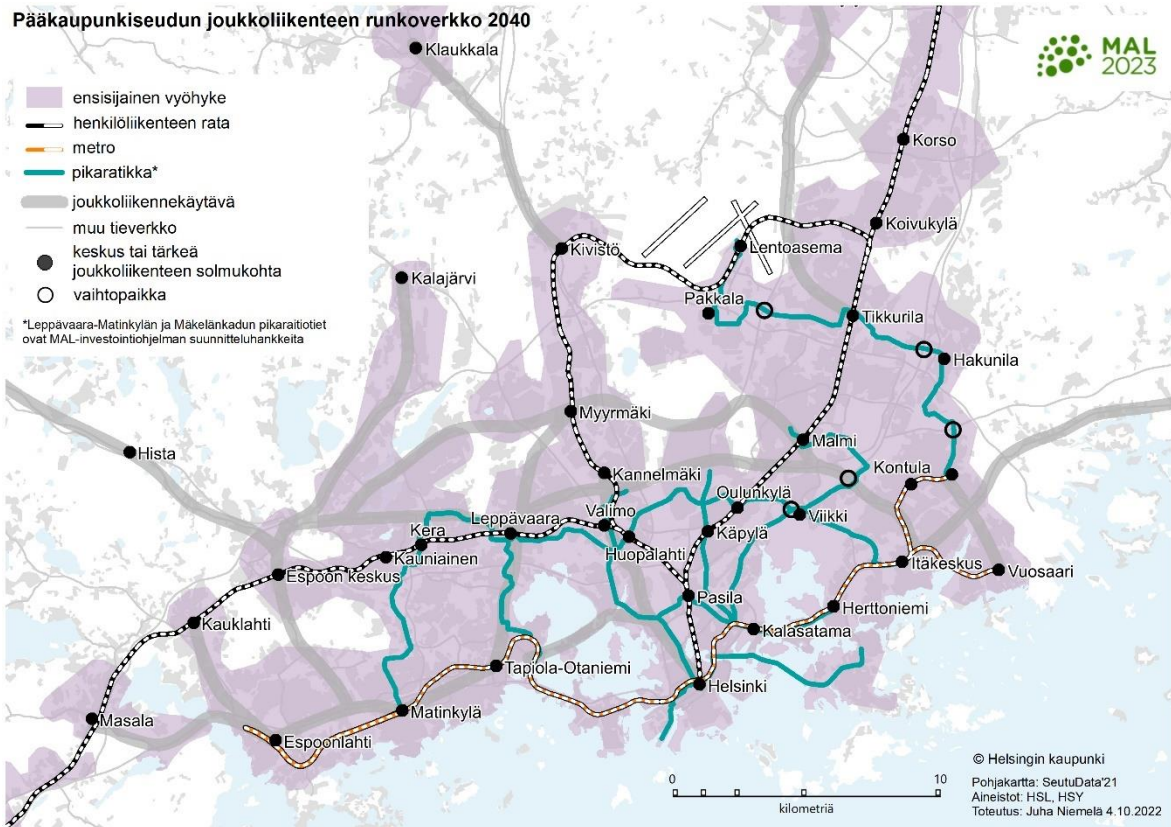 Pääkaupunkiseudun joukkoliikenteen runkoverkko 2040
MAL
2023
ensisijainen vyöhyke
henkilöliikenteen rata
metro
pikaratikka*
joukkoliikennekäytävä
muu tieverkko
keskus tai tärkeä
joukkoliikenteen solmukohta
vaihtopaikka
*Leppävaara-Matinkylän ja Mäkelänkadun pikaraitiotiet
ovat MAL-investointiohjelman suunnitteluhankkeita
Klaukkala
Korso
Koivukylä
Kivistö
Lentoasema
Kalajärvi
Pakkala
Tikkurila
Hakunila
Myyrmäki
Malmi
Hista
Kannelmäki
Kontula
Oulunkylä
Leppävaara
Valimo
Viikki
Kera
Käpylä
Kauniainen
Huopalahti
Itäkeskus
Vuosaari
Espoon keskus
Pasila
Herttoniemi
Kauklahti
Kalasatama
Tapiola-Otaniemi
Helsinki
Matinkylä
Masala
Espoonlahti
0 10
kilometriä
© Helsingin kaupunki
Pohjakartta: SeutuData'21
Aineistot: HSL, HSY
Toteutus: Juha Niemelä 4.10.2022